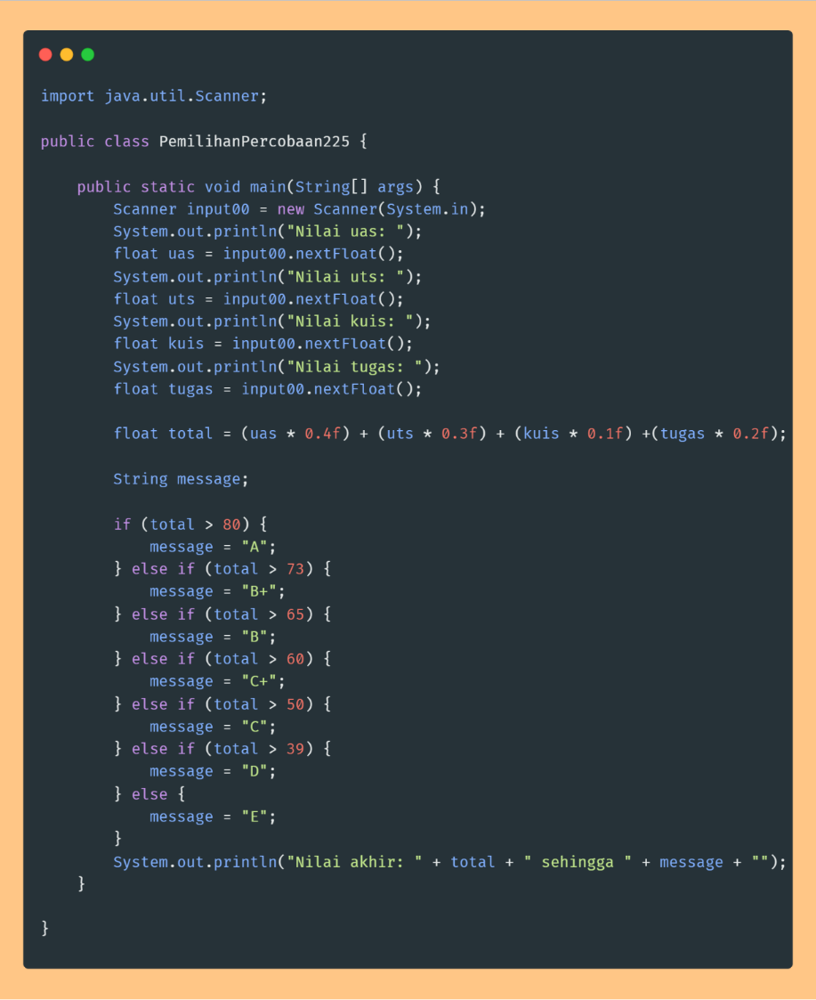 import java.util.Scanner;
public class PemilihanPercobaan225 {
    public static void main(String[] args) {
        Scanner input00 = new Scanner(System.in);
        System.out.println("Nilai uas: ");
        float uas = input00.nextFloat();
        System.out.println("Nilai uts: ");
        float uts = input00.nextFloat();
        System.out.println("Nilai kuis: ");
        float kuis = input00.nextFloat();
        System.out.println("Nilai tugas: ");
        float tugas = input00.nextFloat();
        float total = (uas * 0.4f) + (uts * 0.3f) + (kuis * 0.1f) +(tugas * 0.2f);
        String message;
        if (total > 80) {
            message = "A";
        } else if (total > 73) {
            message = "B+";
        } else if (total > 65) {
            message = "B";
        } else if (total > 60) {
            message = "C+";
        } else if (total > 50) {
            message = "C";
        } else if (total > 39) {
            message = "D";
        } else {
            message = "E";
        }
        System.out.println("Nilai akhir: " + total + " sehingga " + message + "");
    }
}